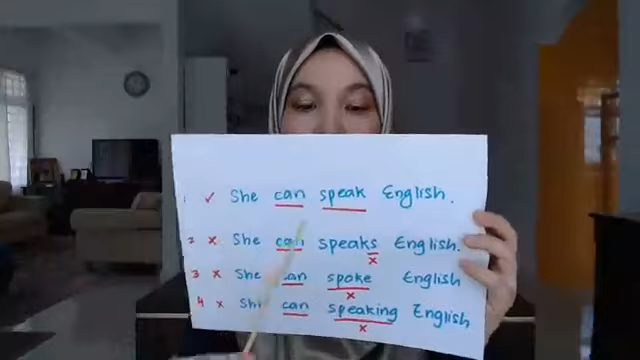 1 ✓ She can speak English.
2 × She can speaks English.
×
3 × She can spoke English
×
4 × She can speaking English
×